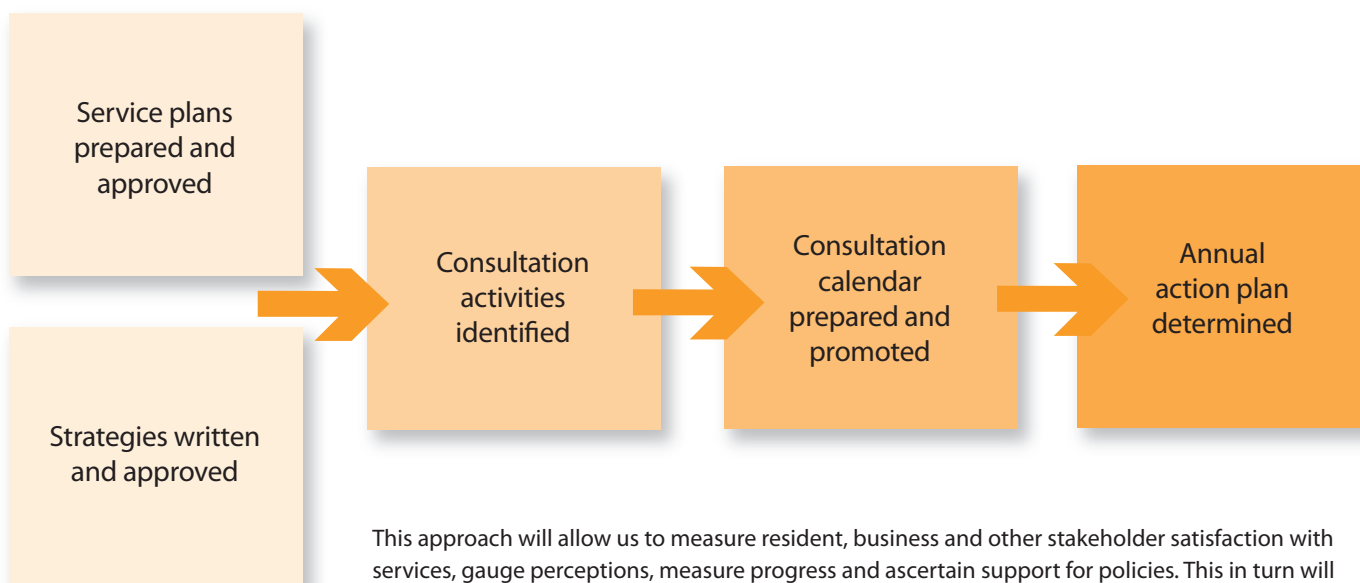 Service plans
prepared and
approved
Strategies written
and approved
Consultation
activities
identified
Consultation
calendar
prepared and
promoted
Annual
action plan
determined
This approach will allow us to measure resident, business and other stakeholder satisfaction with
services, gauge perceptions, measure progress and ascertain support for policies. This in turn will